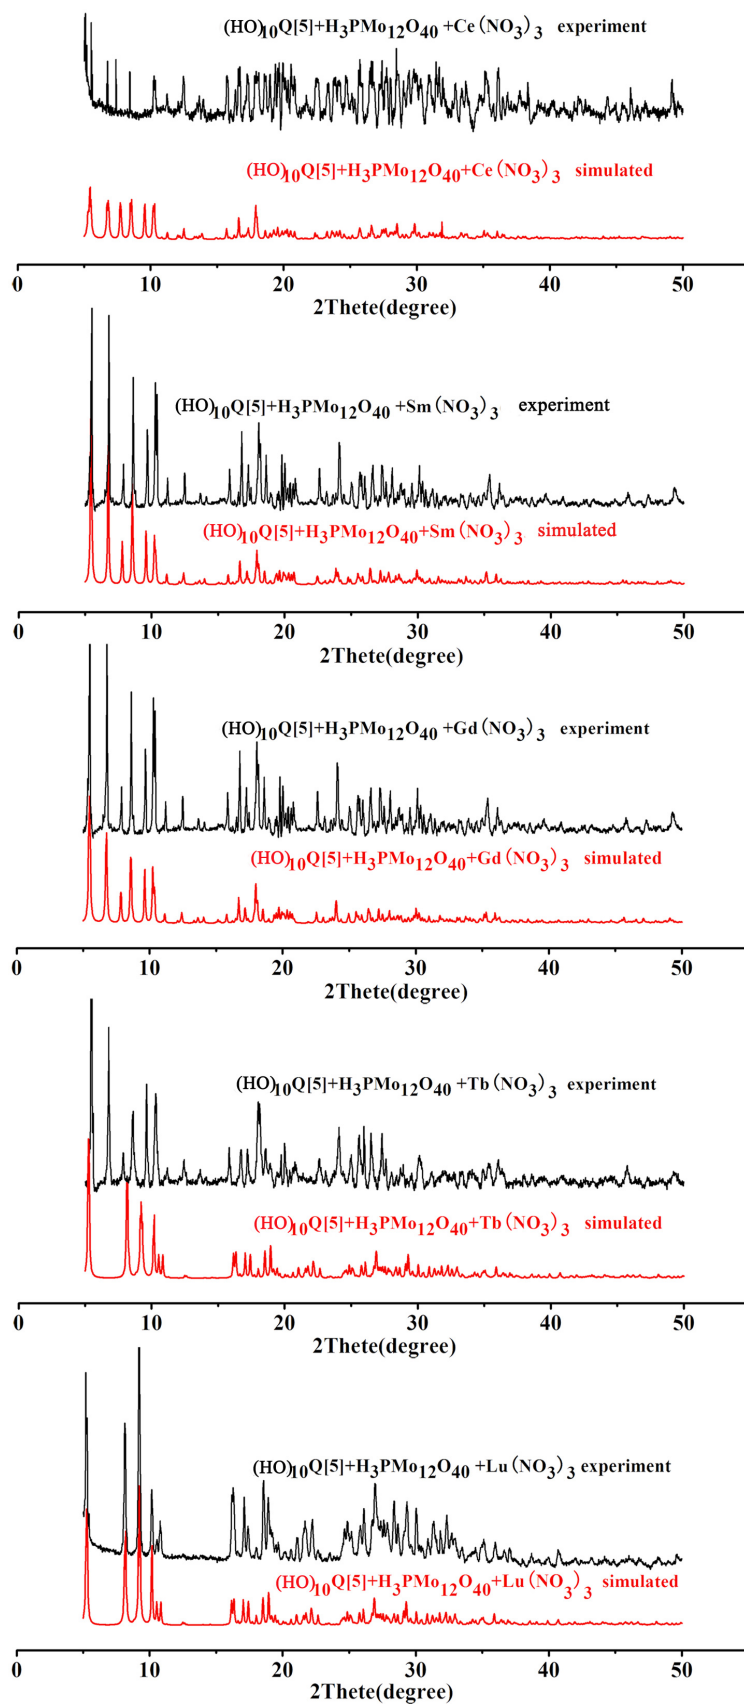 (HO)10Q[5]+H3PMo12O40 +Ce(NO3)3 experiment
(HO)10Q[5]+H3PMo12O40+Ce(NO3)3 simulated
0 10 20 30 40 50
2Thete(degree)
(HO)10Q[5]+H3PMo12O40 +Sm(NO3)3 experiment
(HO)10Q[5]+H3PMo12O40+Sm(NO3)3 simulated
0 10 20 30 40 50
2Thete(degree)
(HO)10Q[5]+H3PMo12O40 +Gd(NO3)3 experiment
(HO)10Q[5]+H3PMo12O40+Gd(NO3)3 simulated
0 10 20 30 40 50
2Thete(degree)
(HO)10Q[5]+H3PMo12O40 +Tb(NO3)3 experiment
(HO)10Q[5]+H3PMo12O40+Tb(NO3)3 simulated
0 10 20 30 40 50
2Thete(degree)
(HO)10Q[5]+H3PMo12O40 +Lu(NO3)3 experiment
(HO)10Q[5]+H3PMo12O40+Lu(NO3)3 simulated
0 10 20 30 40 50
2Thete(degree)